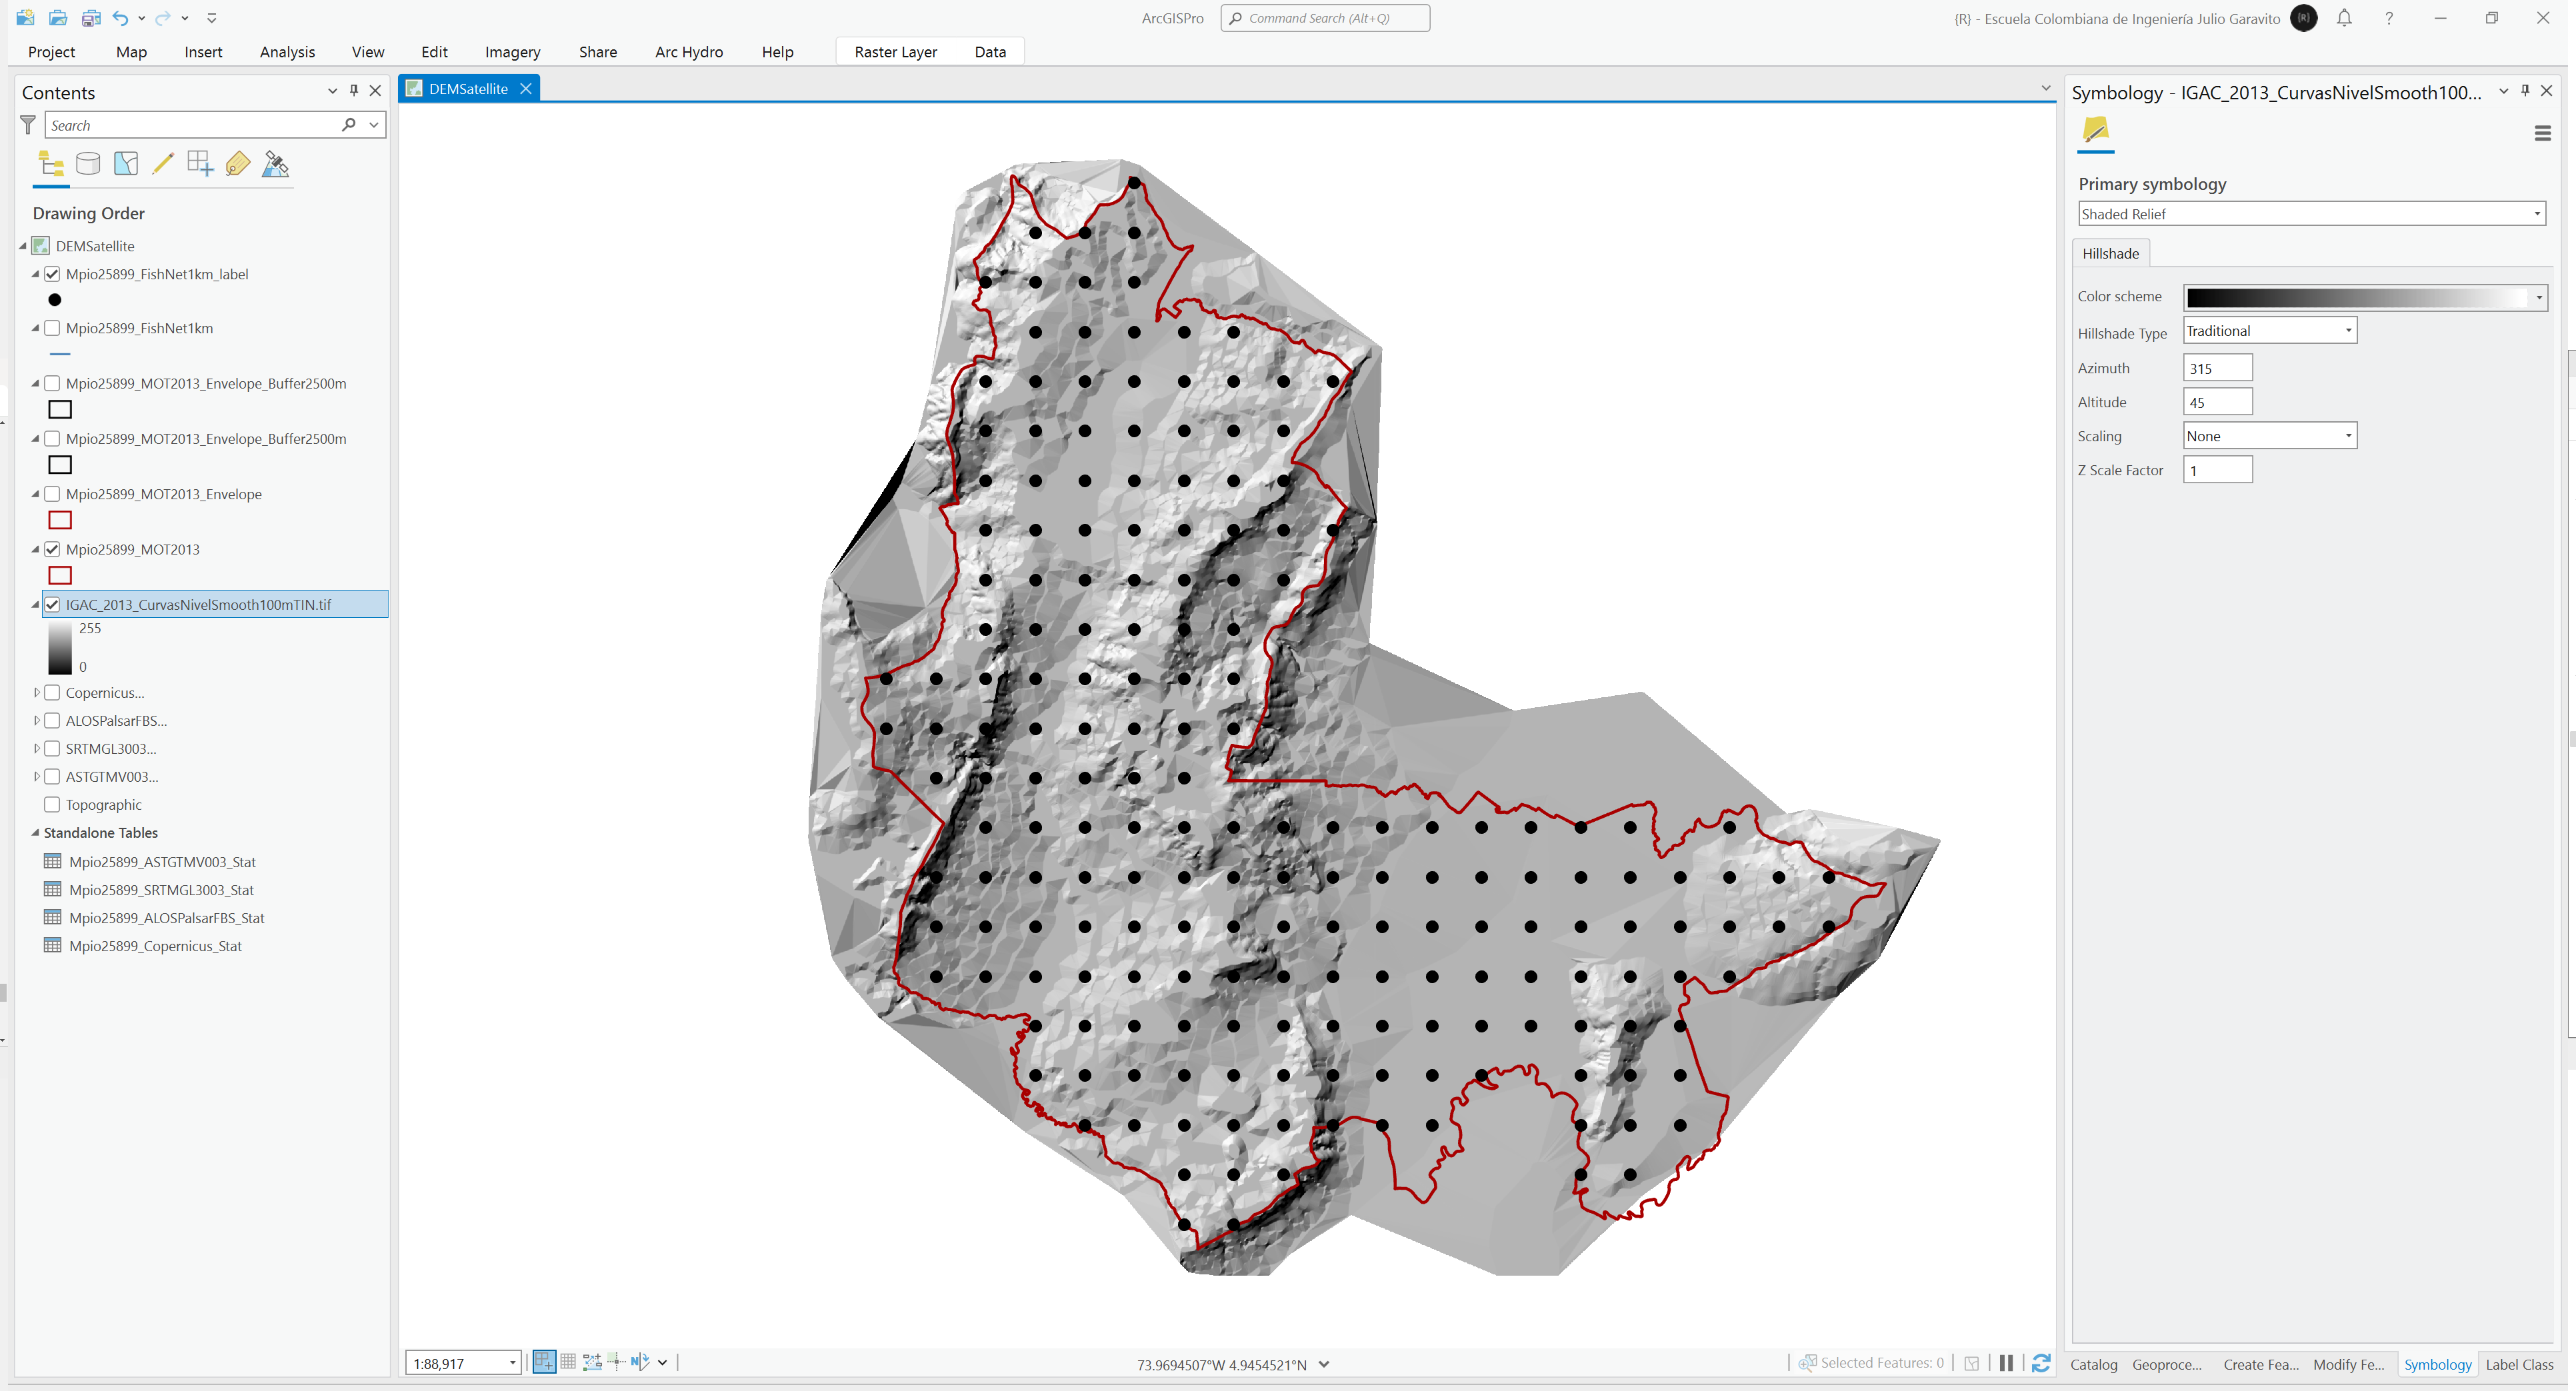 ArcGISPro
Command Search (Alt+Q)
{R} - Escuela Colombiana de Ingeniería Julio Garavito
{R}
?
Project
Map
Insert
Analysis
View
Edit
Imagery
Share
Arc Hydro
Help
Raster Layer
Data
Contents
Search
Drawing Order
DEMSatellite
Mpio25899_FishNet1km_label
Mpio25899_FishNet1km
Mpio25899_MOT2013_Envelope_Buffer2500m
Mpio25899_MOT2013_Envelope_Buffer2500m
Mpio25899_MOT2013_Envelope
Mpio25899_MOT2013
IGAC_2013_CurvasNivelSmooth100mTIN.tif
255
0
Copernicus...
ALOSPalsarFBS...
SRTMGL3003...
ASTGTMV003...
Topographic
Standalone Tables
Mpio25899_ASTGTMV003_Stat
Mpio25899_SRTMGL3003_Stat
Mpio25899_ALOSPalsarFBS_Stat
Mpio25899_Copernicus_Stat
DEMSatellite
1:88,917
N
73.9694507°W 4.9454521°N
Selected Features: 0
Symbology - IGAC_2013_CurvasNivelSmooth100...
Primary symbology
Shaded Relief
Hillshade
Color scheme
Hillshade Type Traditional
Azimuth 315
Altitude 45
Scaling None
Z Scale Factor 1
Catalog
Geoproce...
Create Fea...
Modify Fe...
Symbology
Label Class